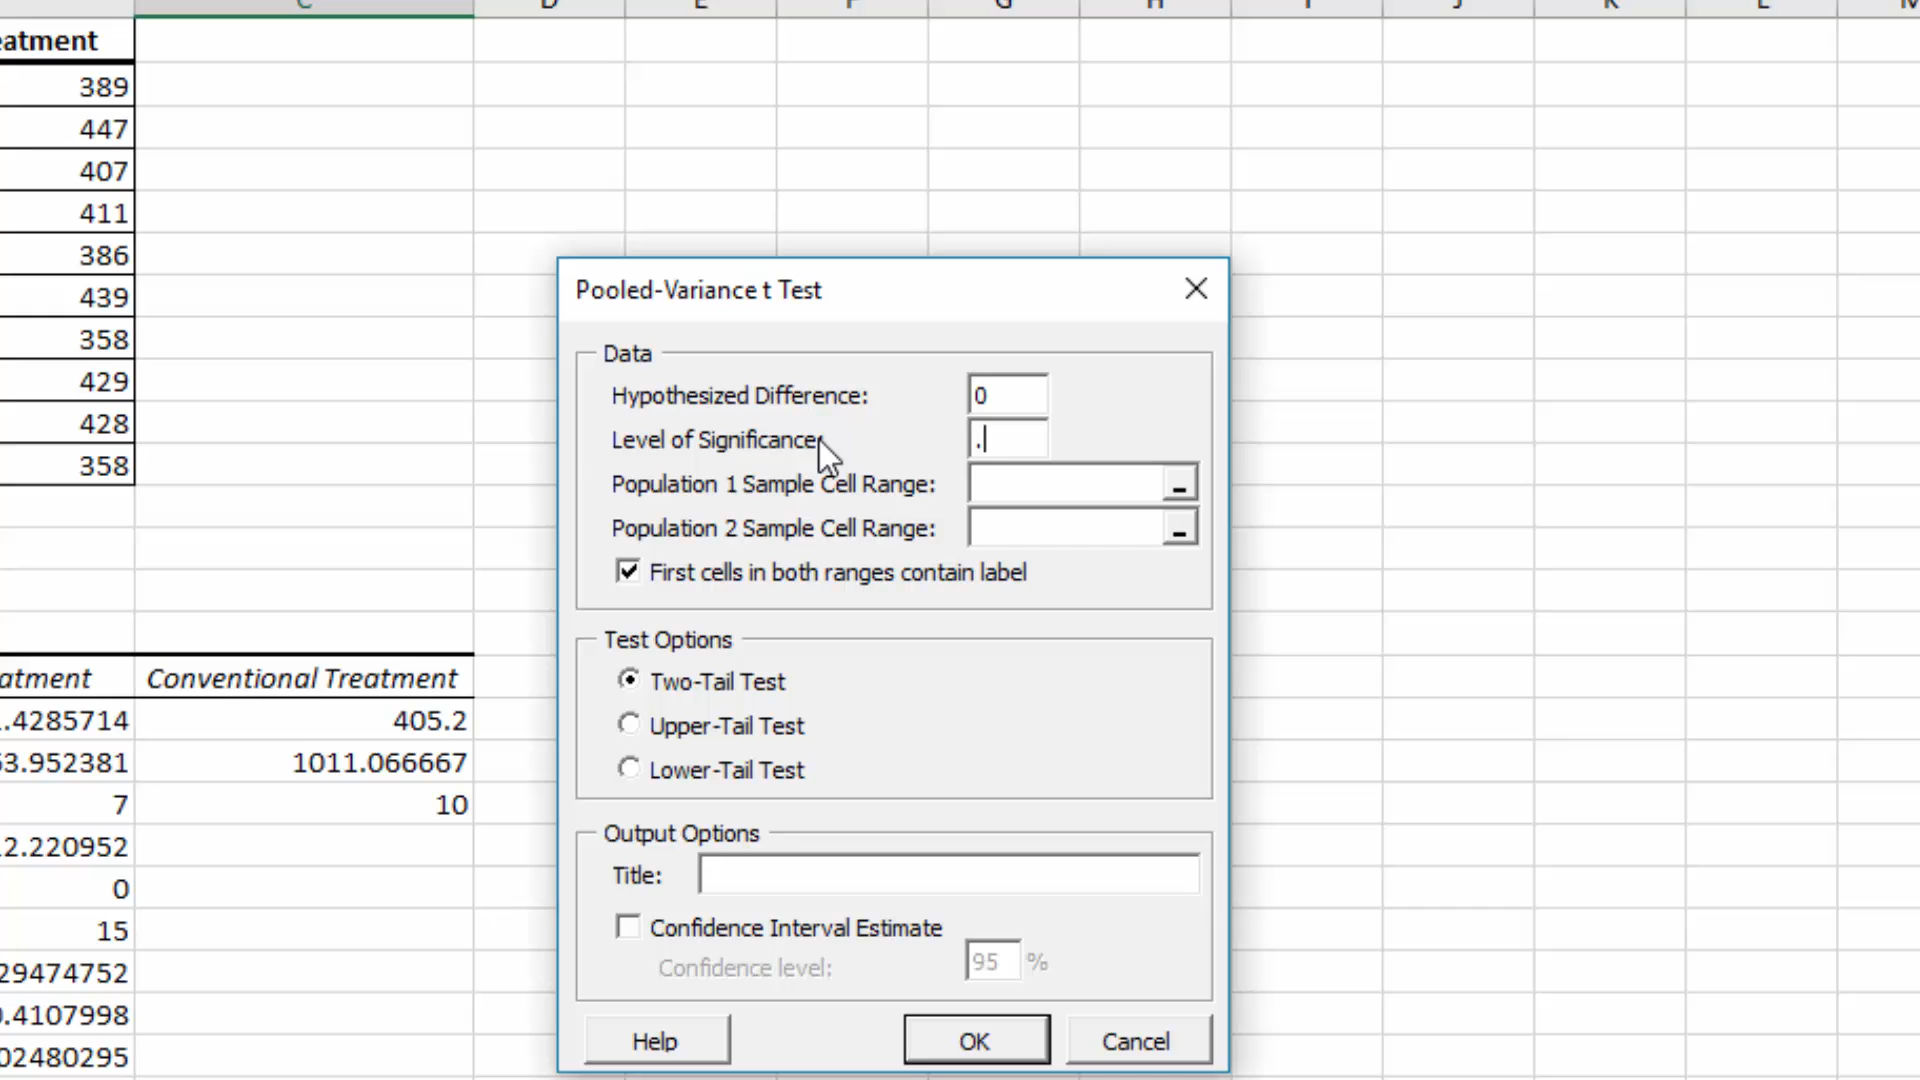 C D E F G H I J K L M
eatment
389
447
407
411
386
439
358
429
428
358
Pooled-Variance t Test
Data
Hypothesized Difference: 0
Level of Significance: .
Population 1 Sample Cell Range:
Population 2 Sample Cell Range:
First cells in both ranges contain label
Test Options
Two-Tail Test
Upper-Tail Test
Lower-Tail Test
Output Options
Title:
Confidence Interval Estimate
Confidence level: 95 %
Help OK Cancel
atment Conventional Treatment
.4285714 405.2
53.952381 1011.066667
7 10
2.220952
0
15
29474752
.4107998
02480295